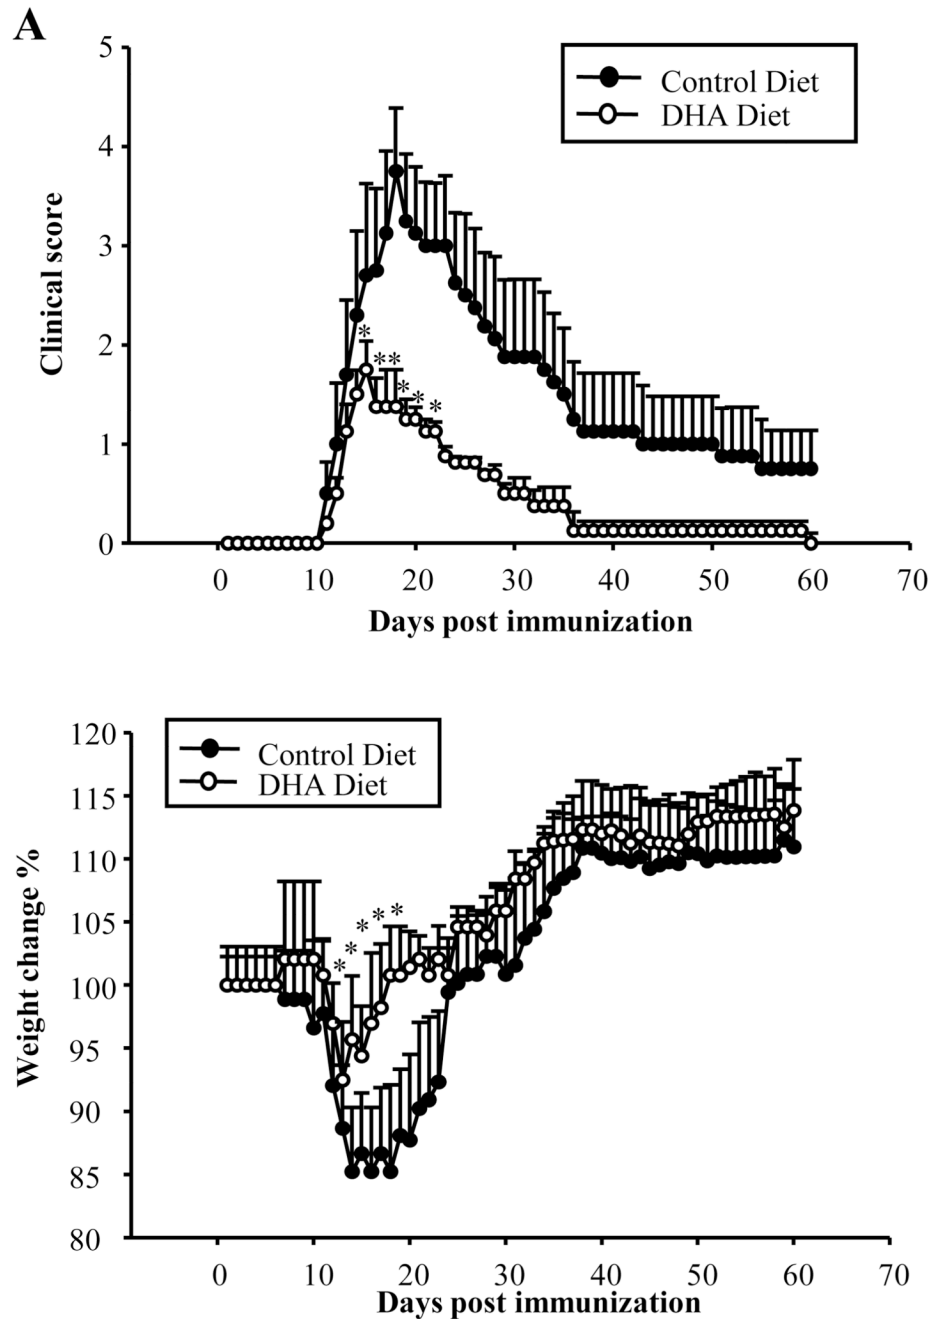 A
5
Control Diet
DHA Diet
4
3
2
1
0
Clinical score
*
**
*
*
*
0 10 20 30 40 50 60 70
Days post immunization
120
Control Diet
DHA Diet
115
110
105
100
95
90
85
80
Weight change %
*
*
*
*
*
0 10 20 30 40 50 60 70
Days post immunization